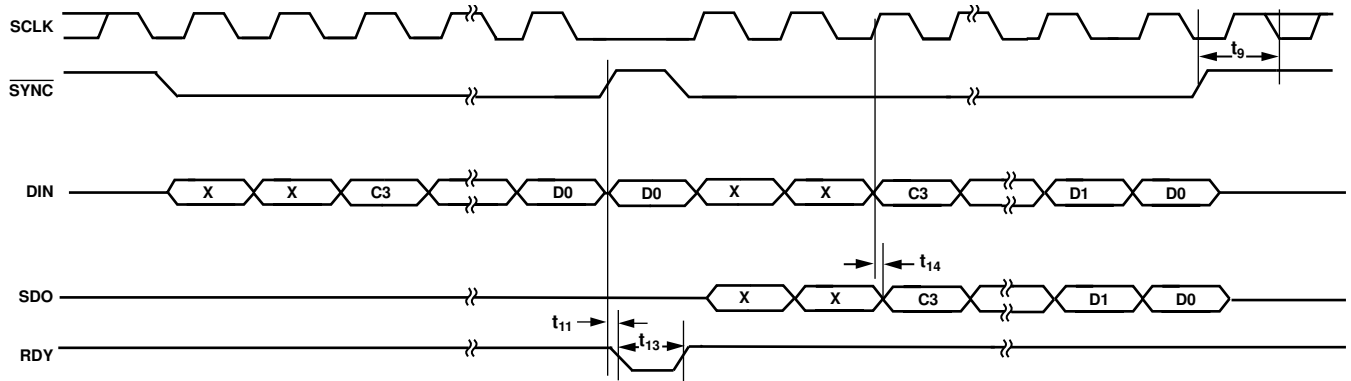 SCLK
t9
SYNC
DIN X X C3 D0 D0 X X C3 D1 D0
t14
SDO X X C3 D1 D0
t11 t13
RDY